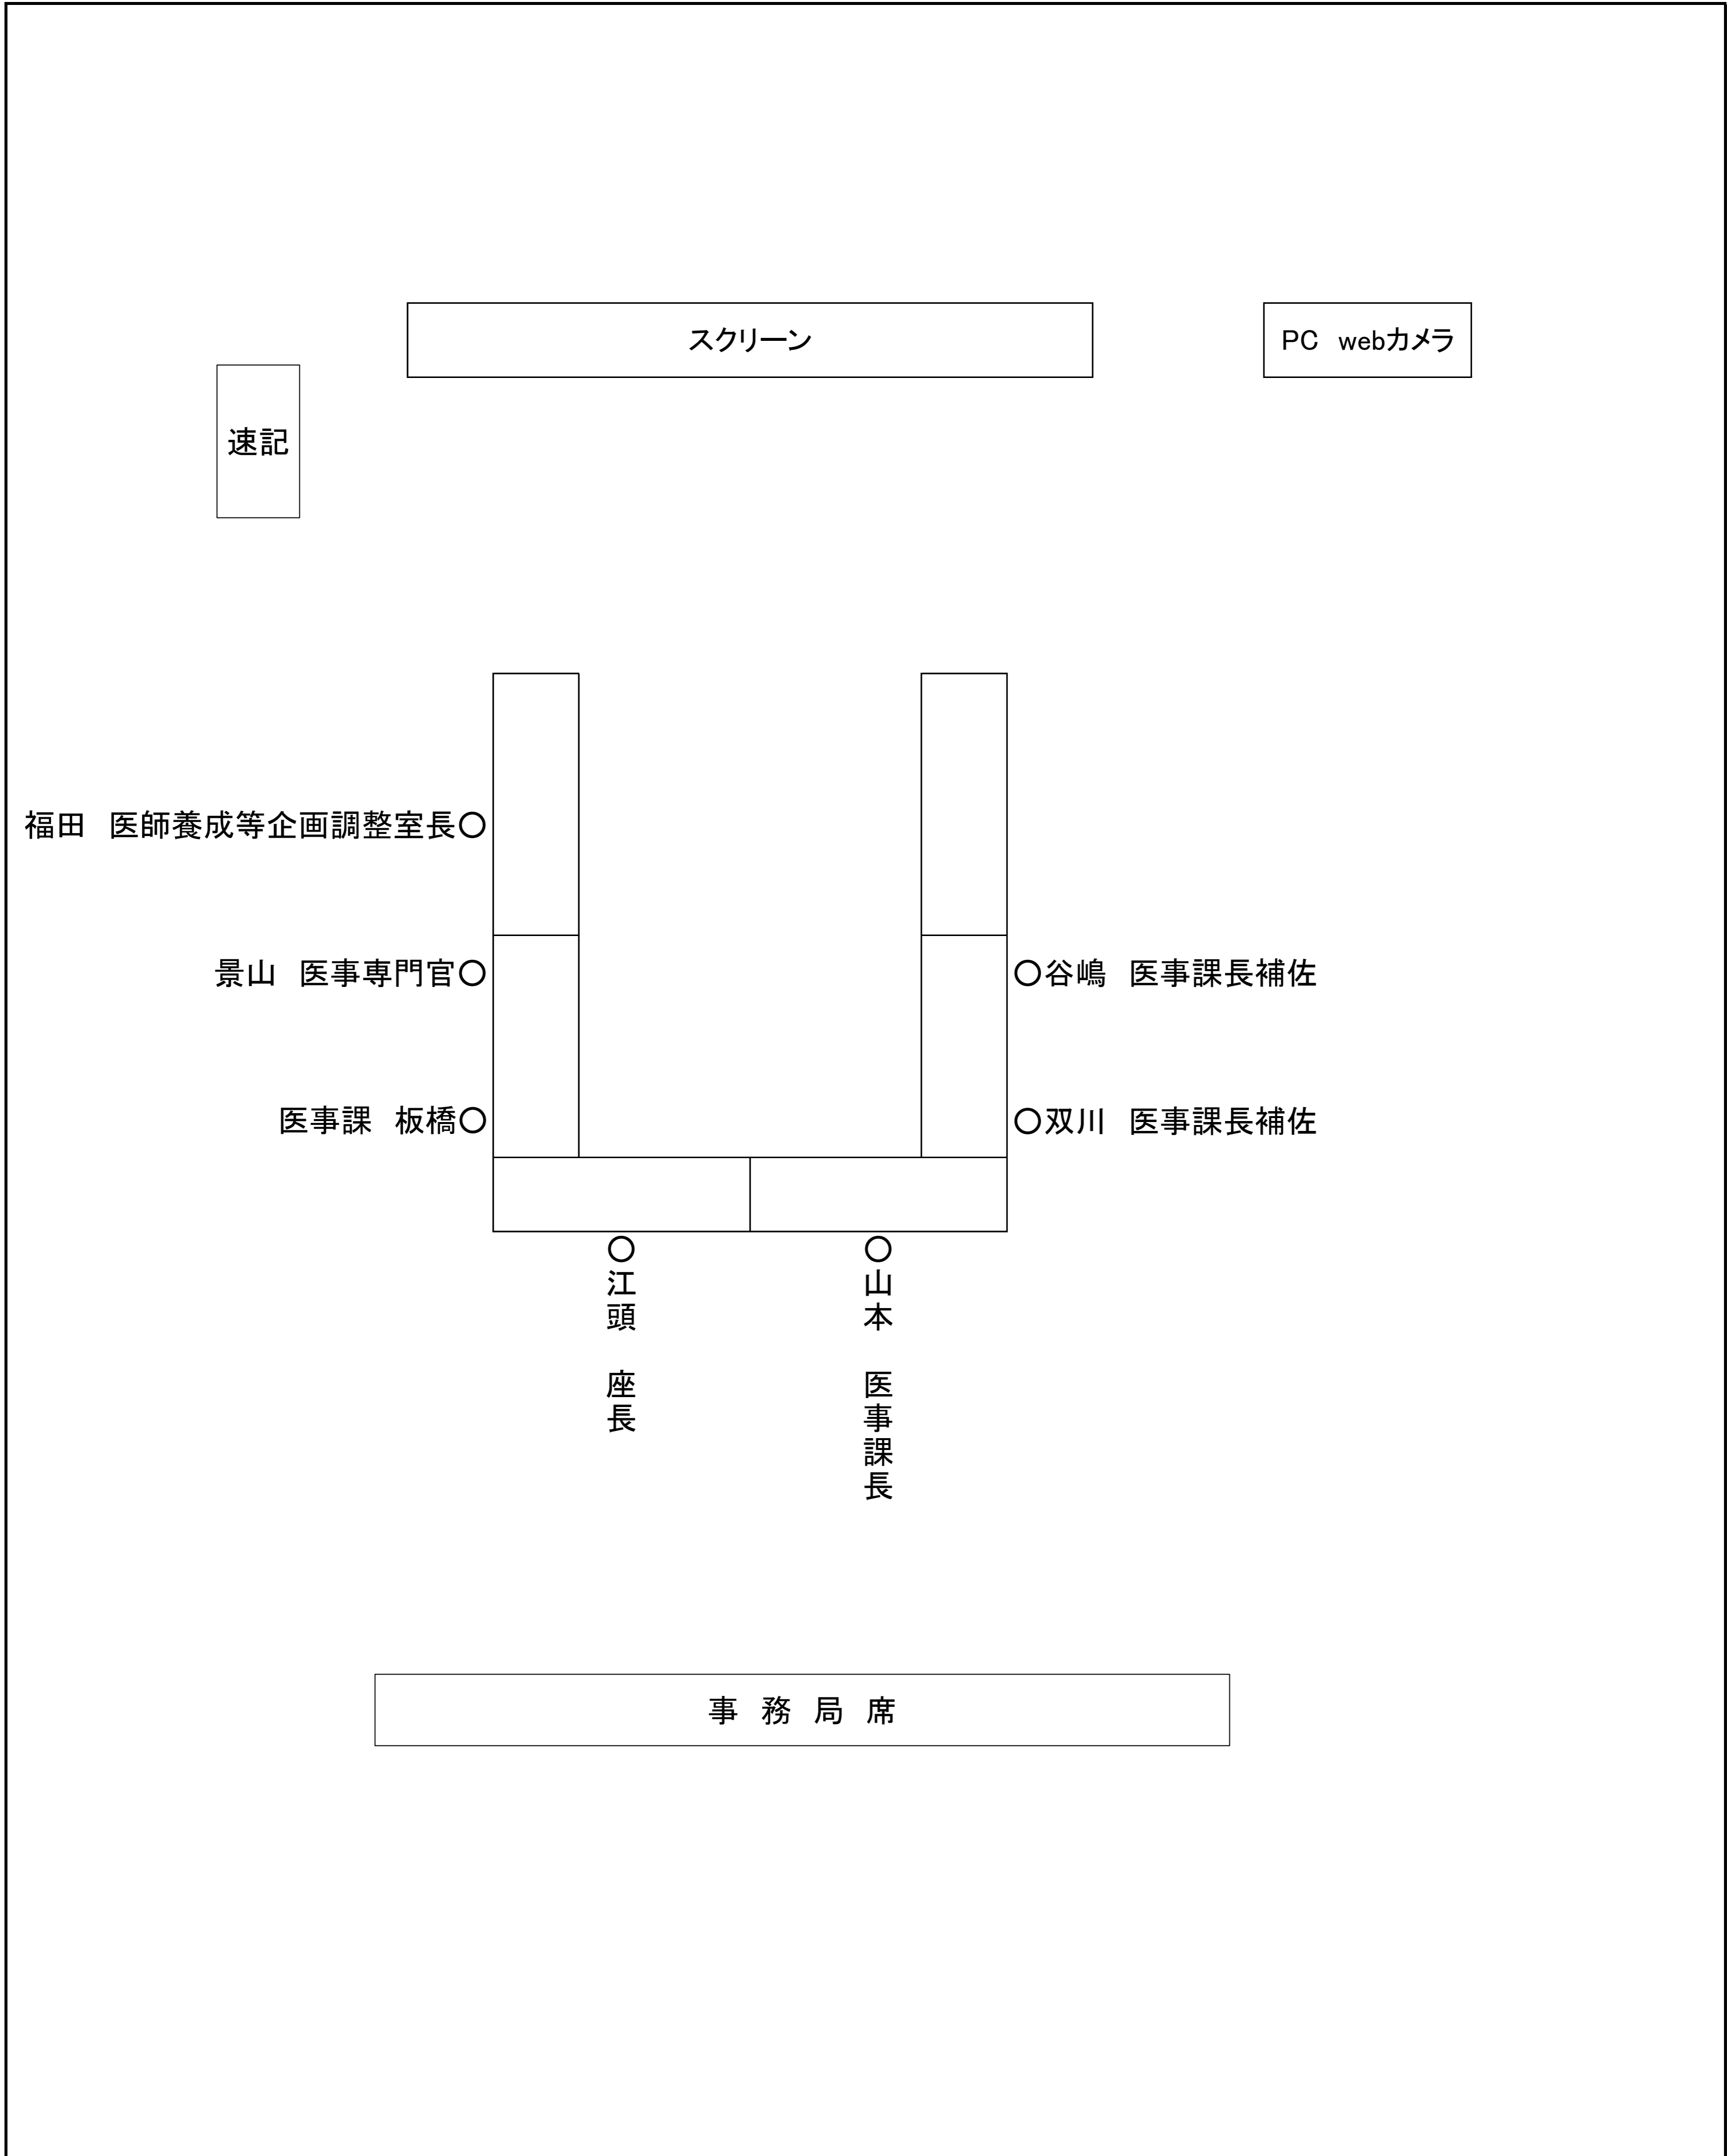 スクリーン
PC　webカメラ
速記
福田　医師養成等企画調整室長○
景山　医事専門官○
○谷嶋　医事課長補佐
医事課　板橋○
○双川　医事課長補佐
○江頭　座長
○山本　医事課長
事　務　局　席